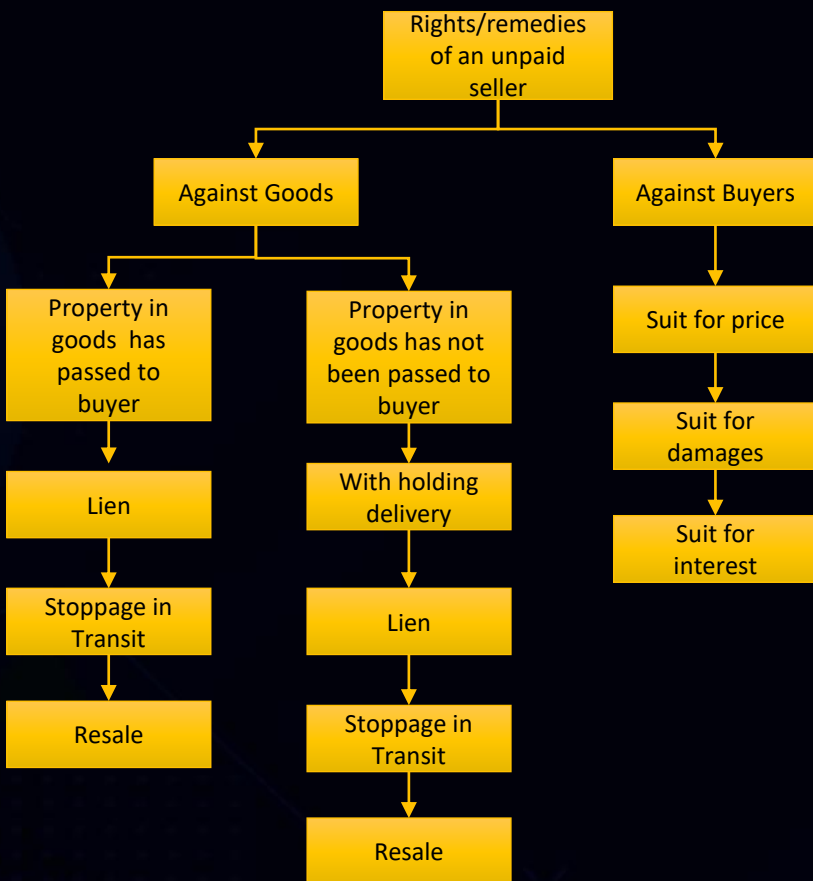 Rights/remedies
of an unpaid
seller
Against Goods
Against Buyers
Property in
goods has
passed to
buyer
Property in
goods has not
been passed to
buyer
Suit for price
Lien
With holding
delivery
Suit for
damages
Stoppage in
Transit
Lien
Suit for
interest
Resale
Stoppage in
Transit
Resale